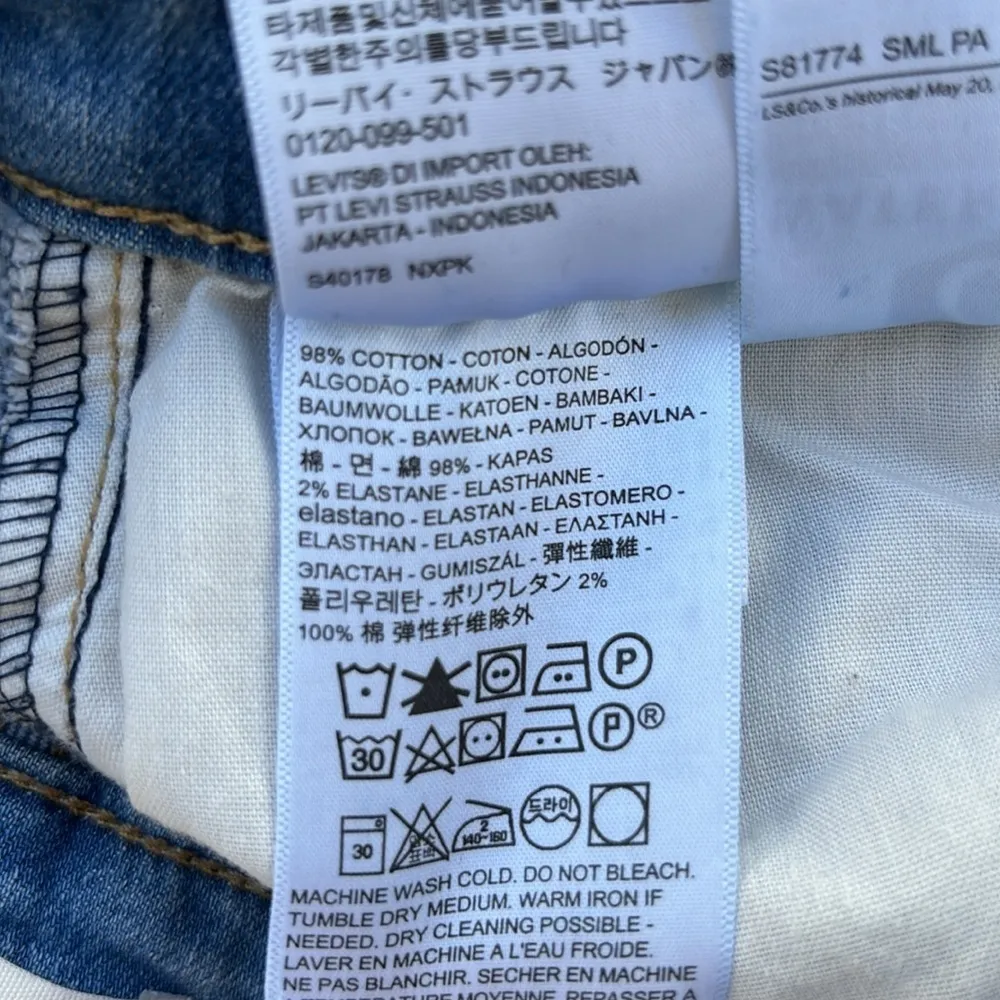 타제품및신체에묻어날수있
각별한주의를당부드립니다
リーバイ・ストラウス ジャパン㈱
0120-099-501
LEVI'S® DI IMPORT OLEH:
PT LEVI STRAUSS INDONESIA
JAKARTA - INDONESIA
S40178 NXPK
S81774 SML PA
LS&Co.'s historical May 20,
98% COTTON - COTON - ALGODÓN -
ALGODÃO - PAMUK - COTONE -
BAUMWOLLE - KATOEN - BAMBAKI -
ХЛОПОК - BAWEŁNA - PAMUT - BAVLNA -
棉 - 면 - 綿 98% - KAPAS
2% ELASTANE - ELASTHANNE -
elastano - ELASTAN - ELASTOMERO -
ELASTHAN - ELASTAAN - ΕΛΑΣΤΑΝΗ -
ЭЛАСТАН - GUMISZÁL - 彈性纖維 -
폴리우레탄 - ポリウレタン 2%
100% 棉 弹性纤维除外
P
30 P ®
30 2 140~160 드라이
MACHINE WASH COLD. DO NOT BLEACH.
TUMBLE DRY MEDIUM. WARM IRON IF
NEEDED. DRY CLEANING POSSIBLE -
LAVER EN MACHINE A L'EAU FROIDE.
NE PAS BLANCHIR. SECHER EN MACHINE
TEMPERATURE MOYENNE. REPASSER A